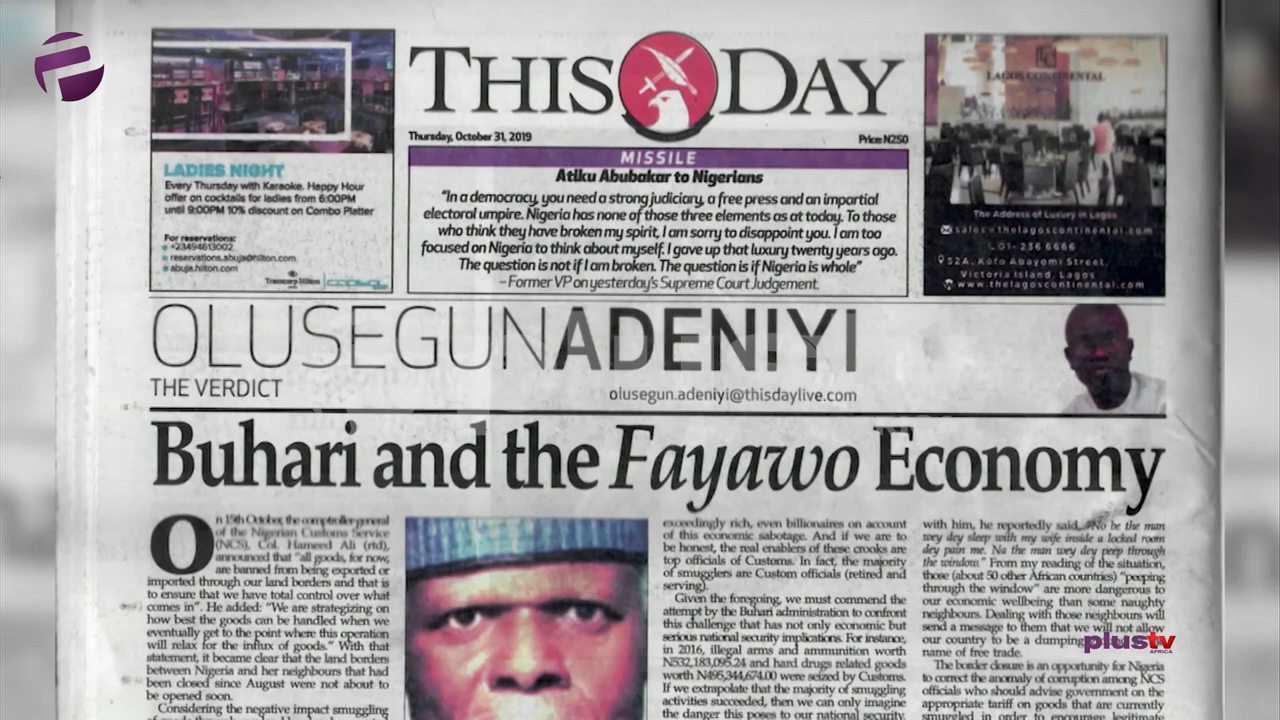 THISDAY
Thursday, October 31, 2019
Price: N250
LADIES NIGHT
Every Thursday with Karaoke. Happy Hour
offer on cocktails for ladies from 6:00PM
until 9:00PM 10% discount on Combo Platter
For reservations:
+23494613002
reservations.abuja@hilton.com
abuja.hilton.com
Transcorp Hilton
MISSILE
Atiku Abubakar to Nigerians
"In a democracy, you need a strong judiciary, a free press and an impartial
electoral umpire. Nigeria has none of those three elements as at today. To those
who think they have broken my spirit, I am sorry to disappoint you. I am too
focused on Nigeria to think about myself. I gave up that luxury twenty years ago.
The question is not if I am broken. The question is if Nigeria is whole"
– Former VP on yesterday's Supreme Court Judgement.
LAGOS CONTINENTAL
The Address of Luxury in Lagos
sales@thelagoscontinental.com
01-236 6666
52A, Kofo Abayomi Street,
Victoria Island, Lagos
www.thelagoscontinental.com
OLUSEGUNADENIYI
THE VERDICT
olusegun.adeniyi@thisdaylive.com
Buhari and the Fayawo Economy
On 15th October, the comptroller-general
of the Nigerian Customs Service
(NCS), Col. Hameed Ali (rtd),
announced that "all goods, for now,
are banned from being exported or
imported through our land borders and that is
to ensure that we have total control over what
comes in". He added: "We are strategizing on
how best the goods can be handled when we
eventually get to the point where this operation
will relax for the influx of goods." With that
statement, it became clear that the land borders
between Nigeria and her neighbours that had
been closed since August were not about to
be opened soon.
Considering the negative impact smuggling
exceedingly rich, even billionaires on account
of this economic sabotage. And if we are to
be honest, the real enablers of these crooks are
top officials of Customs. In fact, the majority
of smugglers are Custom officials (retired and
serving).
Given the foregoing, we must commend the
attempt by the Buhari administration to confront
this challenge that has not only economic but
serious national security implications. For instance,
in 2016, illegal arms and ammunition worth
N532,183,095.24 and hard drugs related goods
worth N495,344,674.00 were seized by Customs.
If we extrapolate that the majority of smuggling
activities succeeded, then we can only imagine
the danger this poses to our national security.
with him, he reportedly said, "No be the man
wey dey sleep with my wife inside a locked room
dey pain me. Na the man wey dey peep through
the window." From my reading of the situation,
those (about 50 other African countries) "peeping
through the window" are more dangerous to
our economic wellbeing than some naughty
neighbours. Dealing with those neighbours will
send a message to them that we will not allow
our country to be a dumping
name of free trade.
The border closure is an opportunity for Nigeria
to correct the anomaly of corruption among NCS
officials who should advise government on the
appropriate tariff on goods that are currently
smuggled in order to encourage legitimate
plustv
AFRICA